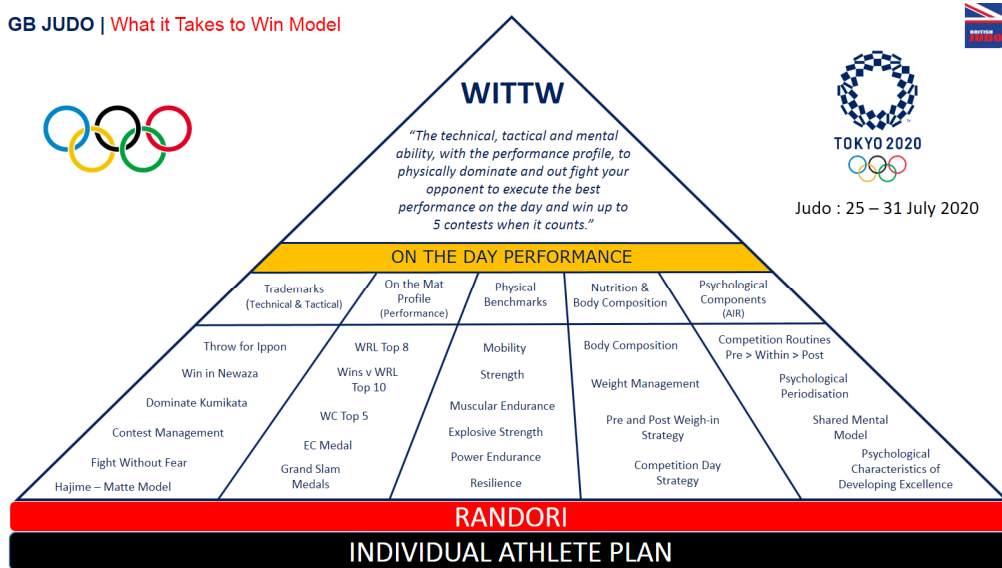 GB JUDO | What it Takes to Win Model
BRITISH
JUDO
WITTW
“The technical, tactical and mental
ability, with the performance profile, to
physically dominate and out fight your
opponent to execute the best
performance on the day and win up to
5 contests when it counts.”
TOKYO 2020
Judo : 25 – 31 July 2020
ON THE DAY PERFORMANCE
Trademarks
(Technical & Tactical)
On the Mat
Profile
(Performance)
Physical
Benchmarks
Nutrition &
Body Composition
Psychological
Components
(AIR)
Throw for Ippon
Win in Newaza
Dominate Kumikata
Contest Management
Fight Without Fear
Hajime – Matte Model
WRL Top 8
Wins v WRL
Top 10
WC Top 5
EC Medal
Grand Slam
Medals
Mobility
Strength
Muscular Endurance
Explosive Strength
Power Endurance
Resilience
Body Composition
Weight Management
Pre and Post Weigh-in
Strategy
Competition Day
Strategy
Competition Routines
Pre > Within > Post
Psychological
Periodisation
Shared Mental
Model
Psychological
Characteristics of
Developing Excellence
RANDORI
INDIVIDUAL ATHLETE PLAN